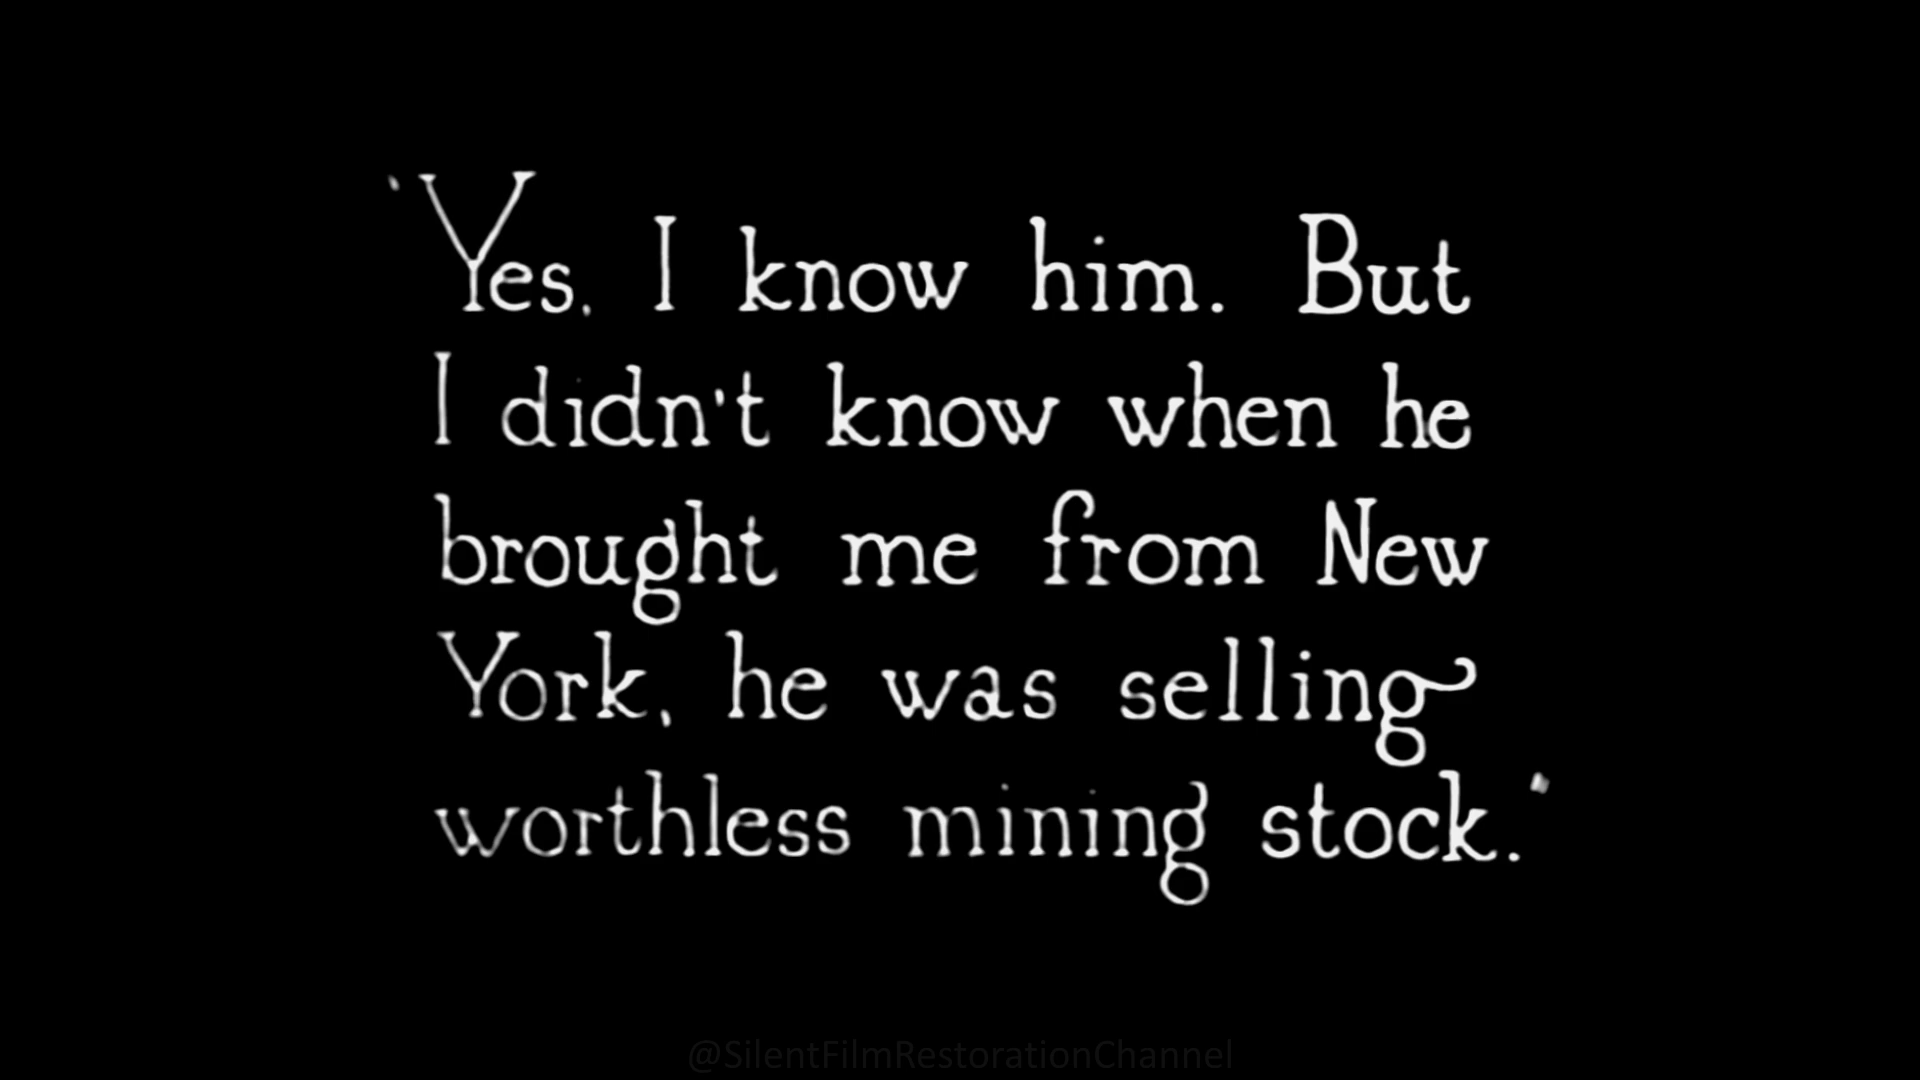 'Yes, I know him. But
I didn't know when he
brought me from New
York, he was selling
worthless mining stock.'
@SilentFilmRestorationChannel